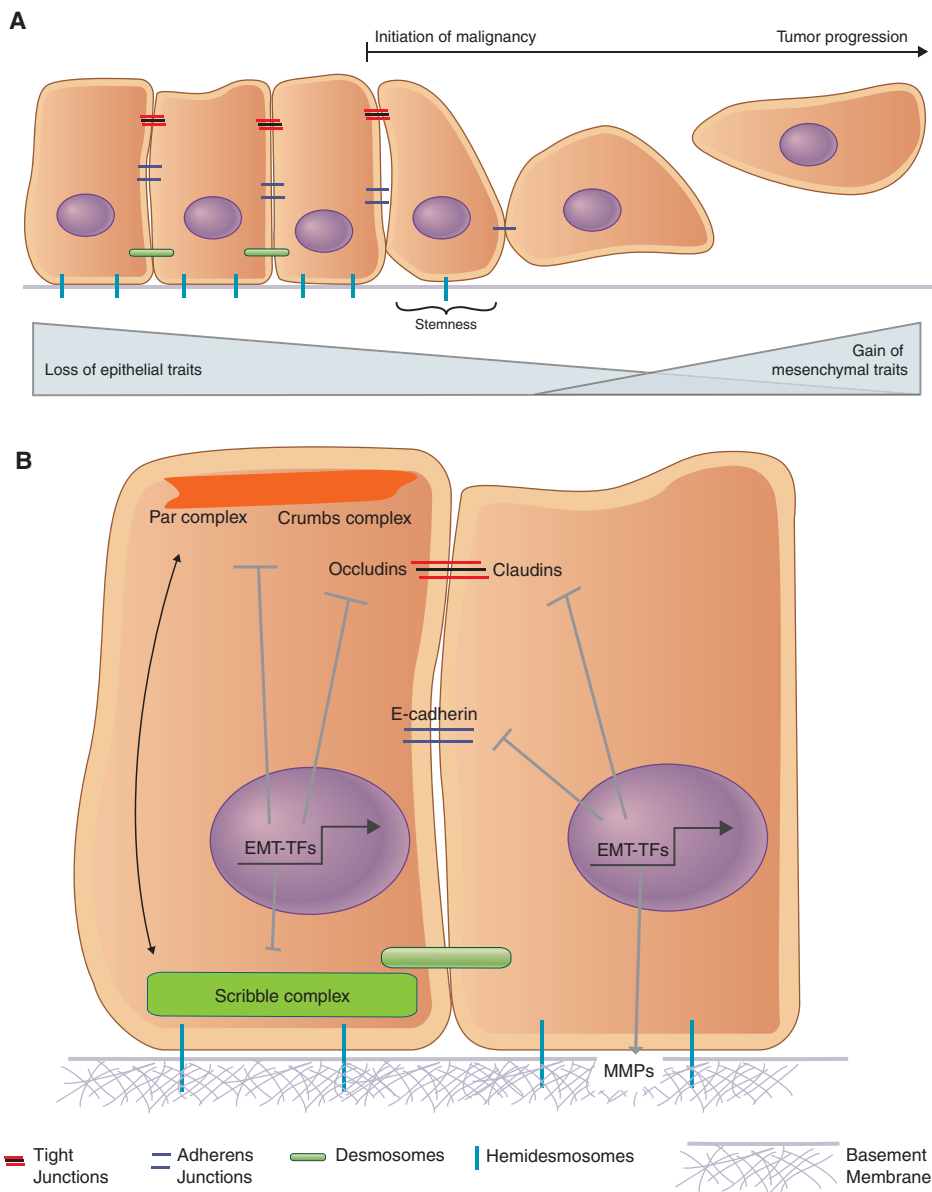 A
Initiation of malignancy
Tumor progression
Stemness
Loss of epithelial traits
Gain of
mesenchymal traits
B
Par complex
Crumbs complex
Occludins
Claudins
E-cadherin
EMT-TFs
EMT-TFs
Scribble complex
MMPs
Tight
Junctions
Adherens
Junctions
Desmosomes
Hemidesmosomes
Basement
Membrane